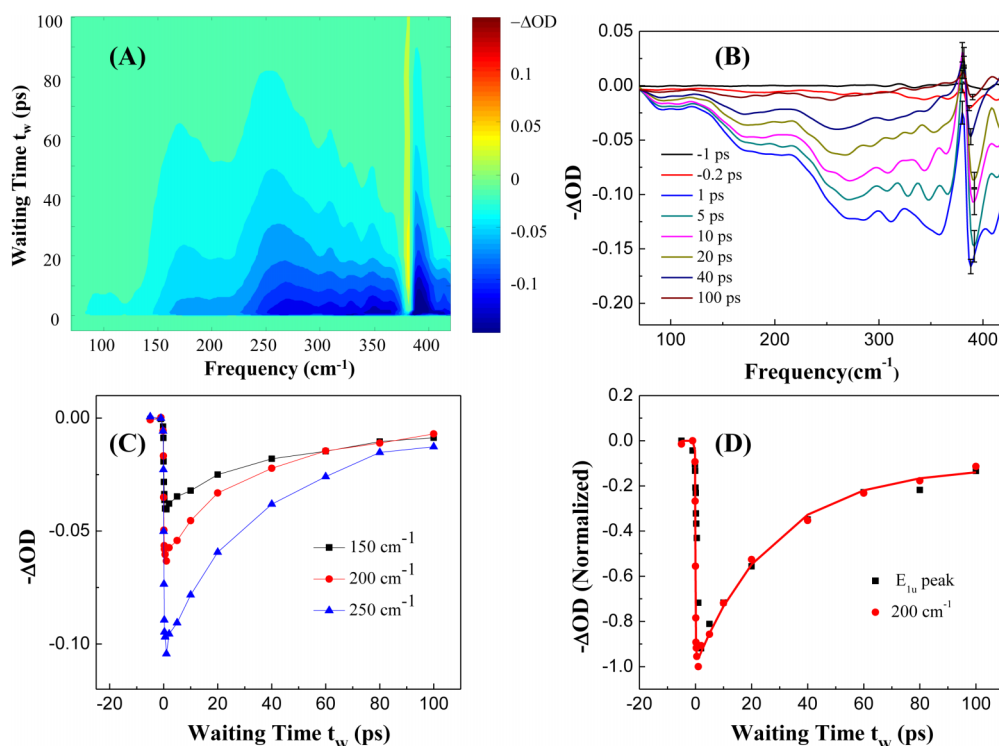 (A)
−ΔOD
100
80
60
40
20
0
Waiting Time t_w (ps)
100 150 200 250 300 350 400
Frequency (cm⁻¹)
0.1
0.05
0
-0.05
-0.1
(B)
0.00
-0.05
-0.10
-0.15
-0.20
-ΔOD
-1 ps
-0.2 ps
1 ps
5 ps
10 ps
20 ps
40 ps
100 ps
100 200 300 400
Frequency(cm⁻¹)
(C)
0.00
-0.05
-0.10
-ΔOD
150 cm⁻¹
200 cm⁻¹
250 cm⁻¹
-20 0 20 40 60 80 100
Waiting Time t_w (ps)
(D)
0.2
0.0
-0.2
-0.4
-0.6
-0.8
-1.0
-ΔOD (Normalized)
E₁ᵤ peak
200 cm⁻¹
-20 0 20 40 60 80 100
Waiting Time t_w (ps)